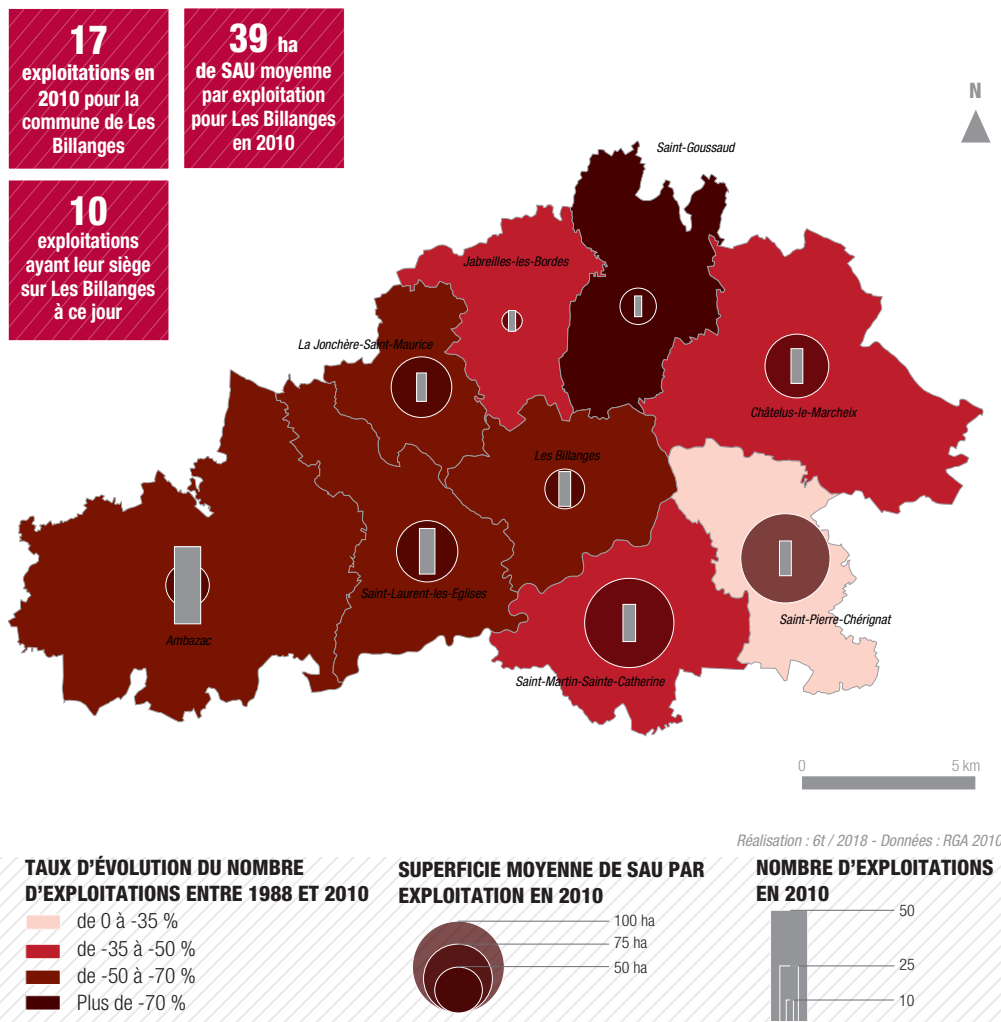 17
exploitations en
2010 pour la
commune de Les
Billanges
39 ha
de SAU moyenne
par exploitation
pour Les Billanges
en 2010
10
exploitations
ayant leur siège
sur Les Billanges
à ce jour
N
Saint-Goussaud
Jabreilles-les-Bordes
La Jonchère-Saint-Maurice
Châtelus-le-Marcheix
Les Billanges
Saint-Laurent-les-Eglises
Saint-Pierre-Chérignat
Ambazac
Saint-Martin-Sainte-Catherine
0
5 km
Réalisation : 6t / 2018 - Données : RGA 2010
TAUX D'ÉVOLUTION DU NOMBRE
D'EXPLOITATIONS ENTRE 1988 ET 2010
de 0 à -35 %
de -35 à -50 %
de -50 à -70 %
Plus de -70 %
SUPERFICIE MOYENNE DE SAU PAR
EXPLOITATION EN 2010
100 ha
75 ha
50 ha
NOMBRE D'EXPLOITATIONS
EN 2010
50
25
10